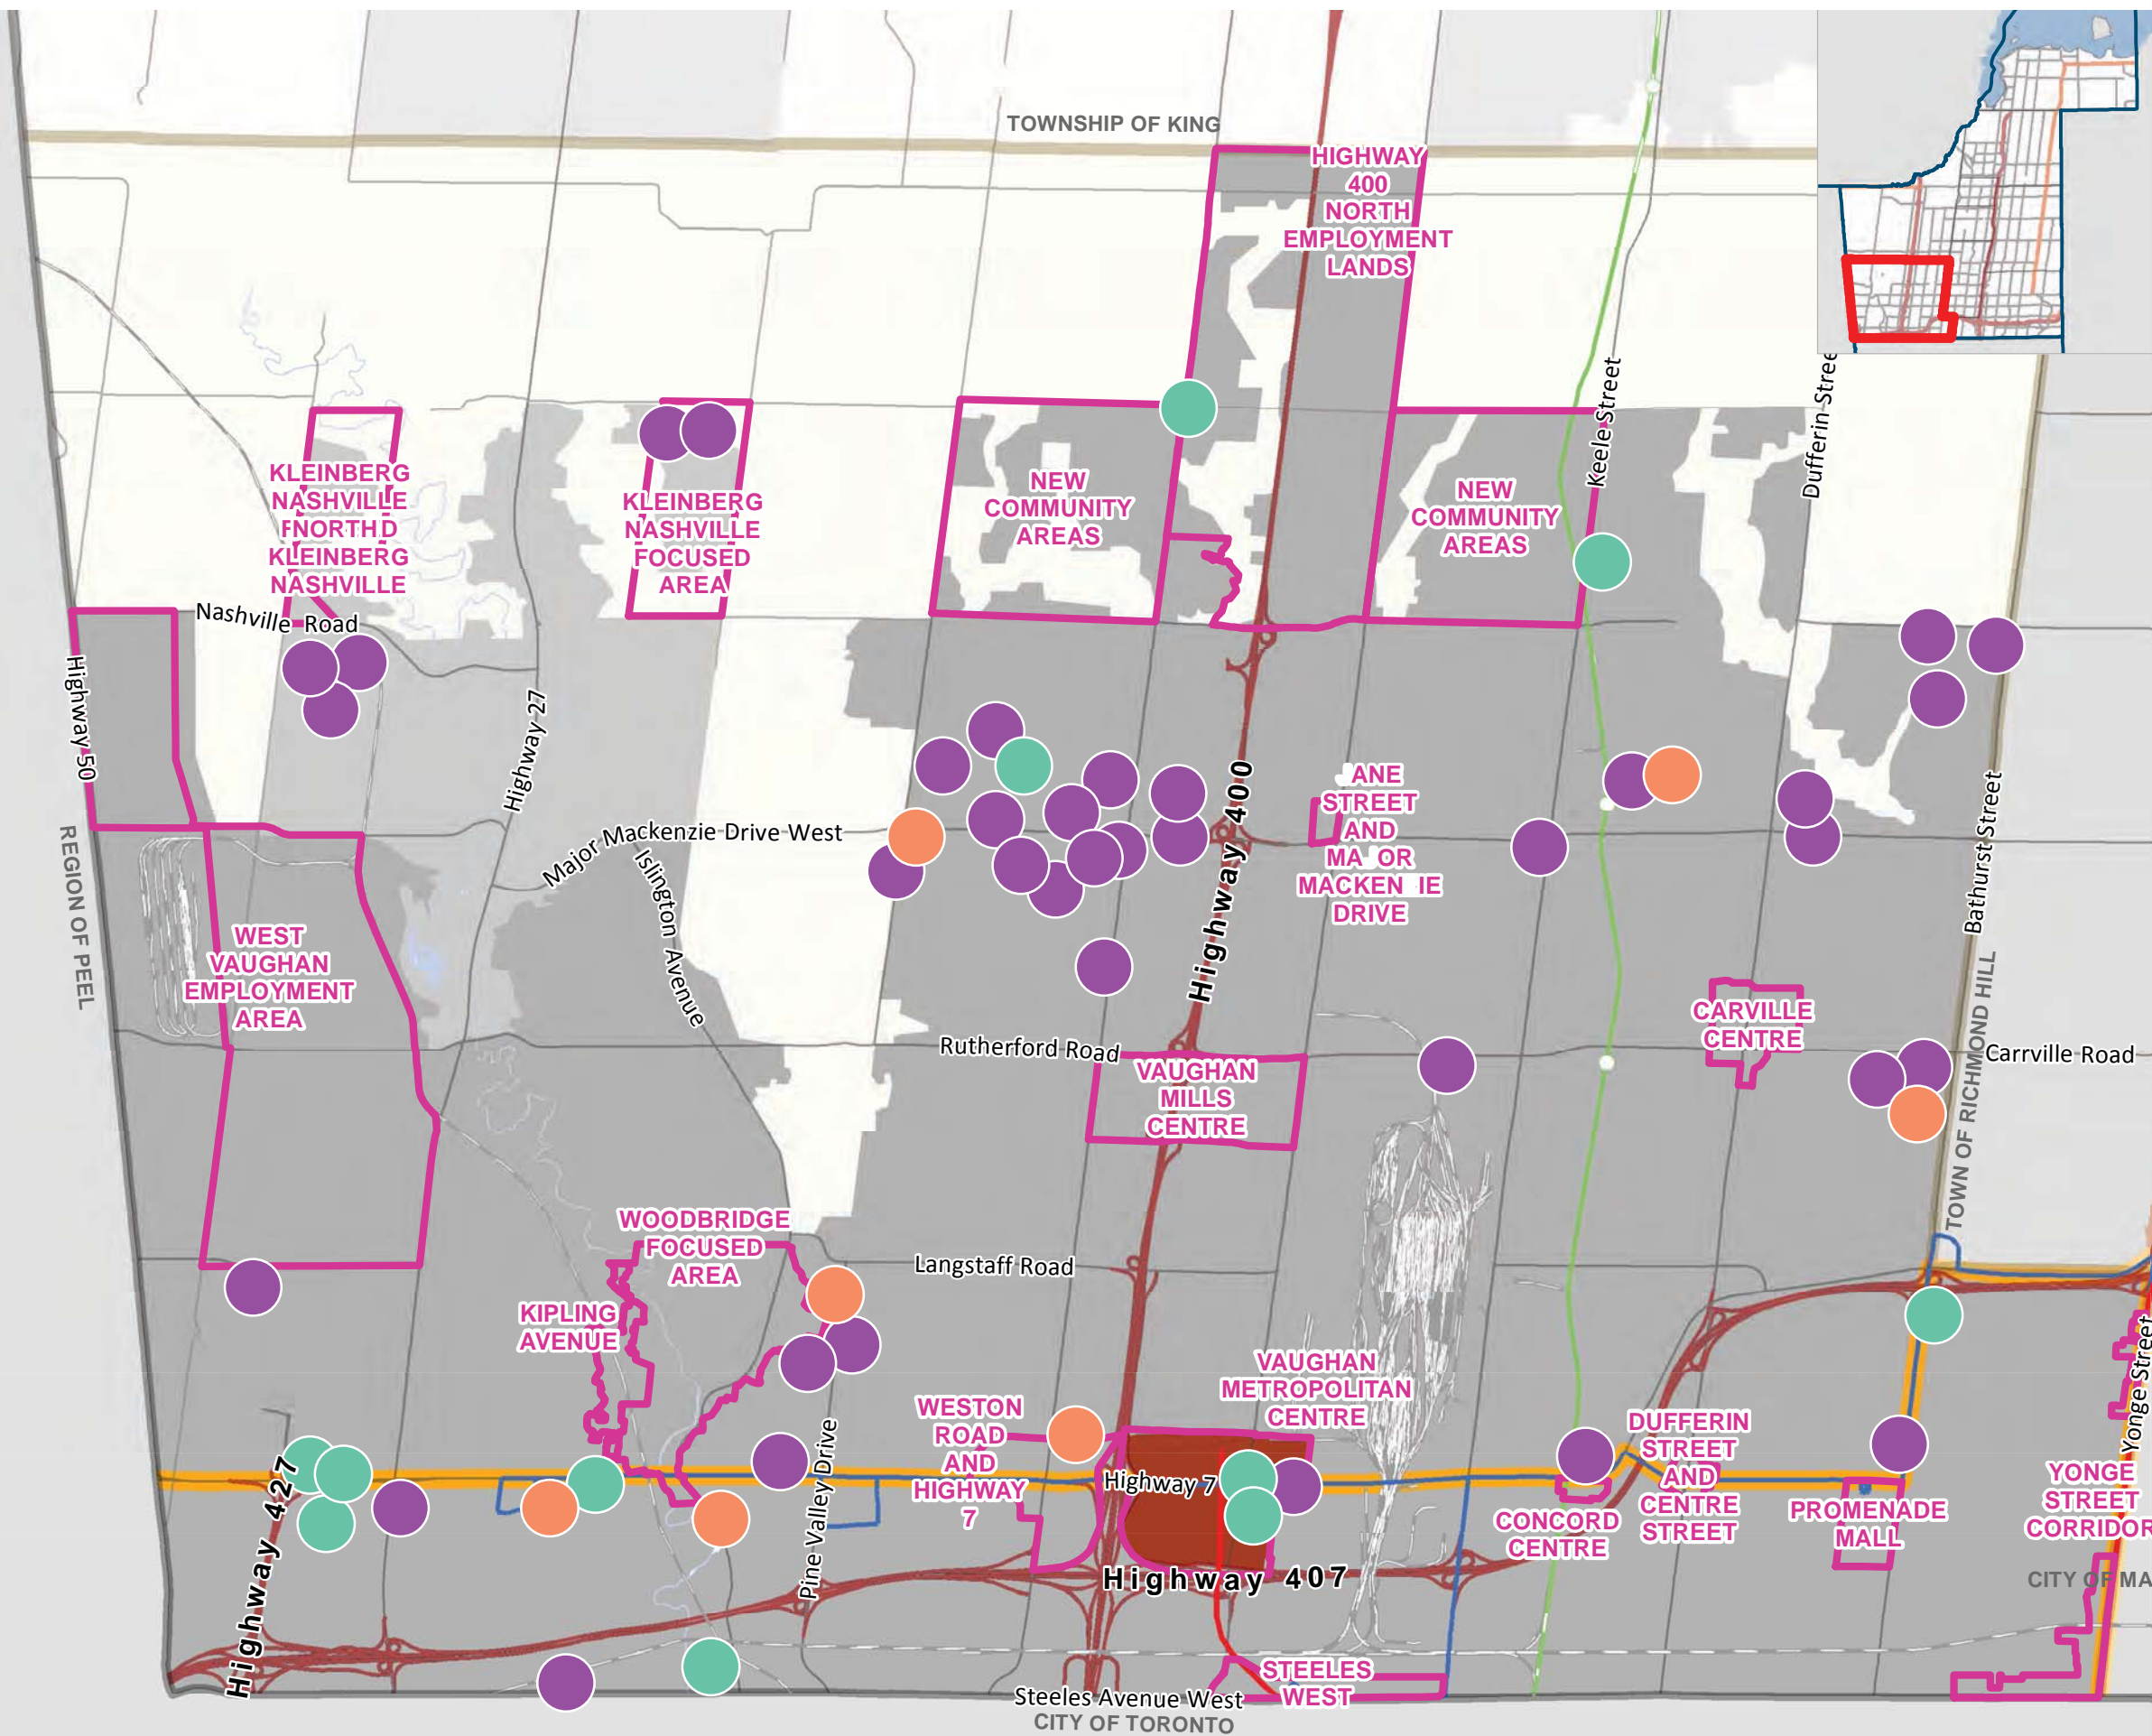 TOWNSHIP OF KING
HIGHWAY
400
NORTH
EMPLOYMENT
LANDS
Keele Street
Dufferin Stree
KLEINBERG
NASHVILLE
NORTH
KLEINBERG
NASHVILLE
KLEINBERG
NASHVILLE
FOCUSED
AREA
NEW
COMMUNITY
AREAS
NEW
COMMUNITY
AREAS
Nashville Road
Highway 50
Highway 27
REGION OF PEEL
Major Mackenzie Drive West
Islington Avenue
Highway 400
ANE
STREET
AND
MA OR
MACKEN IE
DRIVE
Bathurst Street
WEST
VAUGHAN
EMPLOYMENT
AREA
CARVILLE
CENTRE
TOWN OF RICHMOND HILL
Rutherford Road
Carrville Road
VAUGHAN
MILLS
CENTRE
WOODBRIDGE
FOCUSED
AREA
Langstaff Road
KIPLING
AVENUE
VAUGHAN
METROPOLITAN
CENTRE
Yonge Street
WESTON
ROAD
AND
HIGHWAY
7
Pine Valley Drive
Highway 7
DUFFERIN
STREET
AND
CENTRE
STREET
CONCORD
CENTRE
PROMENADE
MALL
YONGE
STREET
CORRIDOR
Highway 427
Highway 407
CITY OF MA
STEELES
WEST
Steeles Avenue West
CITY OF TORONTO